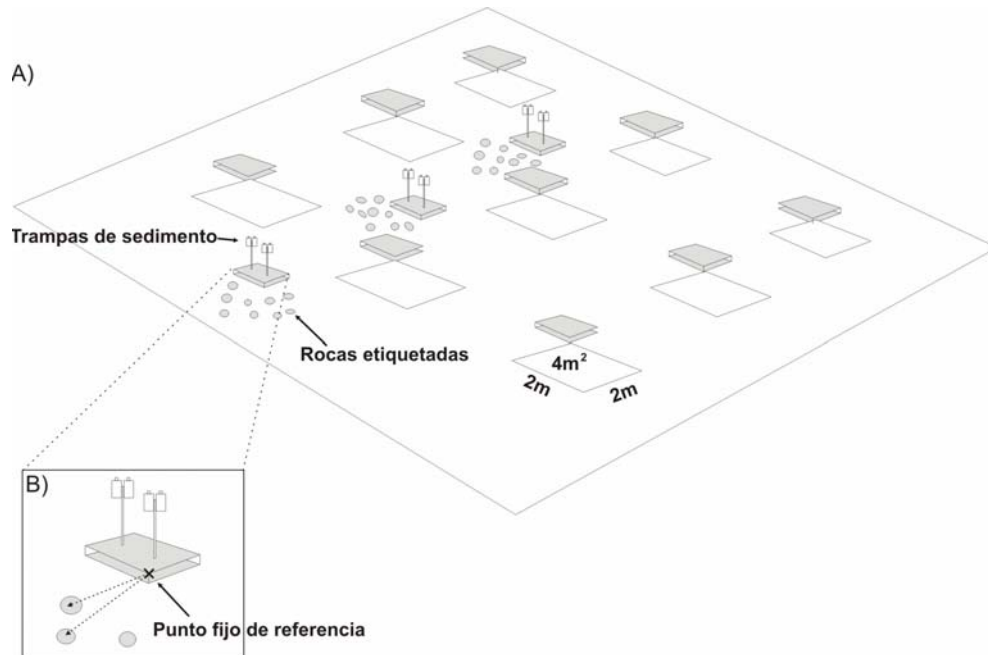 A)
Trampas de sedimento
Rocas etiquetadas
4m²
2m
2m
B)
Punto fijo de referencia